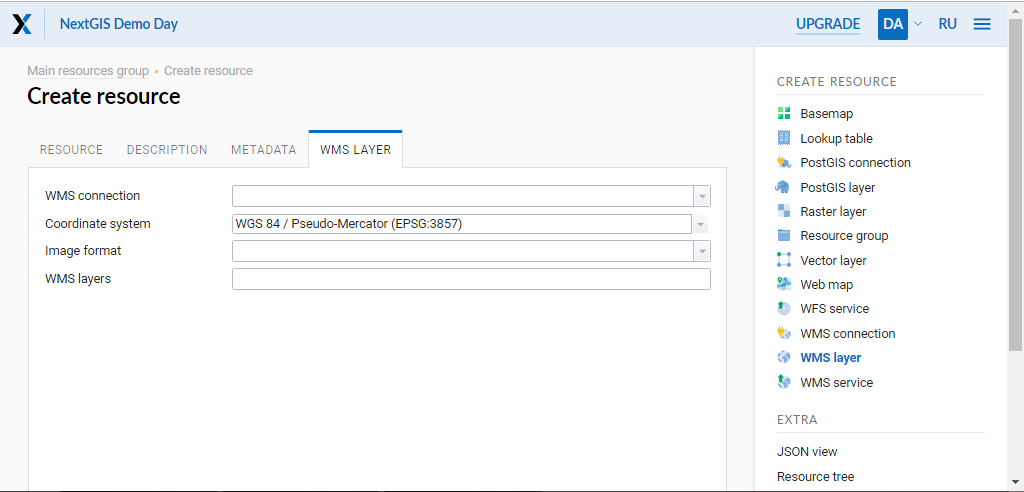 NextGIS Demo Day
UPGRADE DA RU
Main resources group • Create resource
Create resource
RESOURCE DESCRIPTION METADATA WMS LAYER
WMS connection
Coordinate system WGS 84 / Pseudo-Mercator (EPSG:3857)
Image format
WMS layers
CREATE RESOURCE
Basemap
Lookup table
PostGIS connection
PostGIS layer
Raster layer
Resource group
Vector layer
Web map
WFS service
WMS connection
WMS layer
WMS service
EXTRA
JSON view
Resource tree